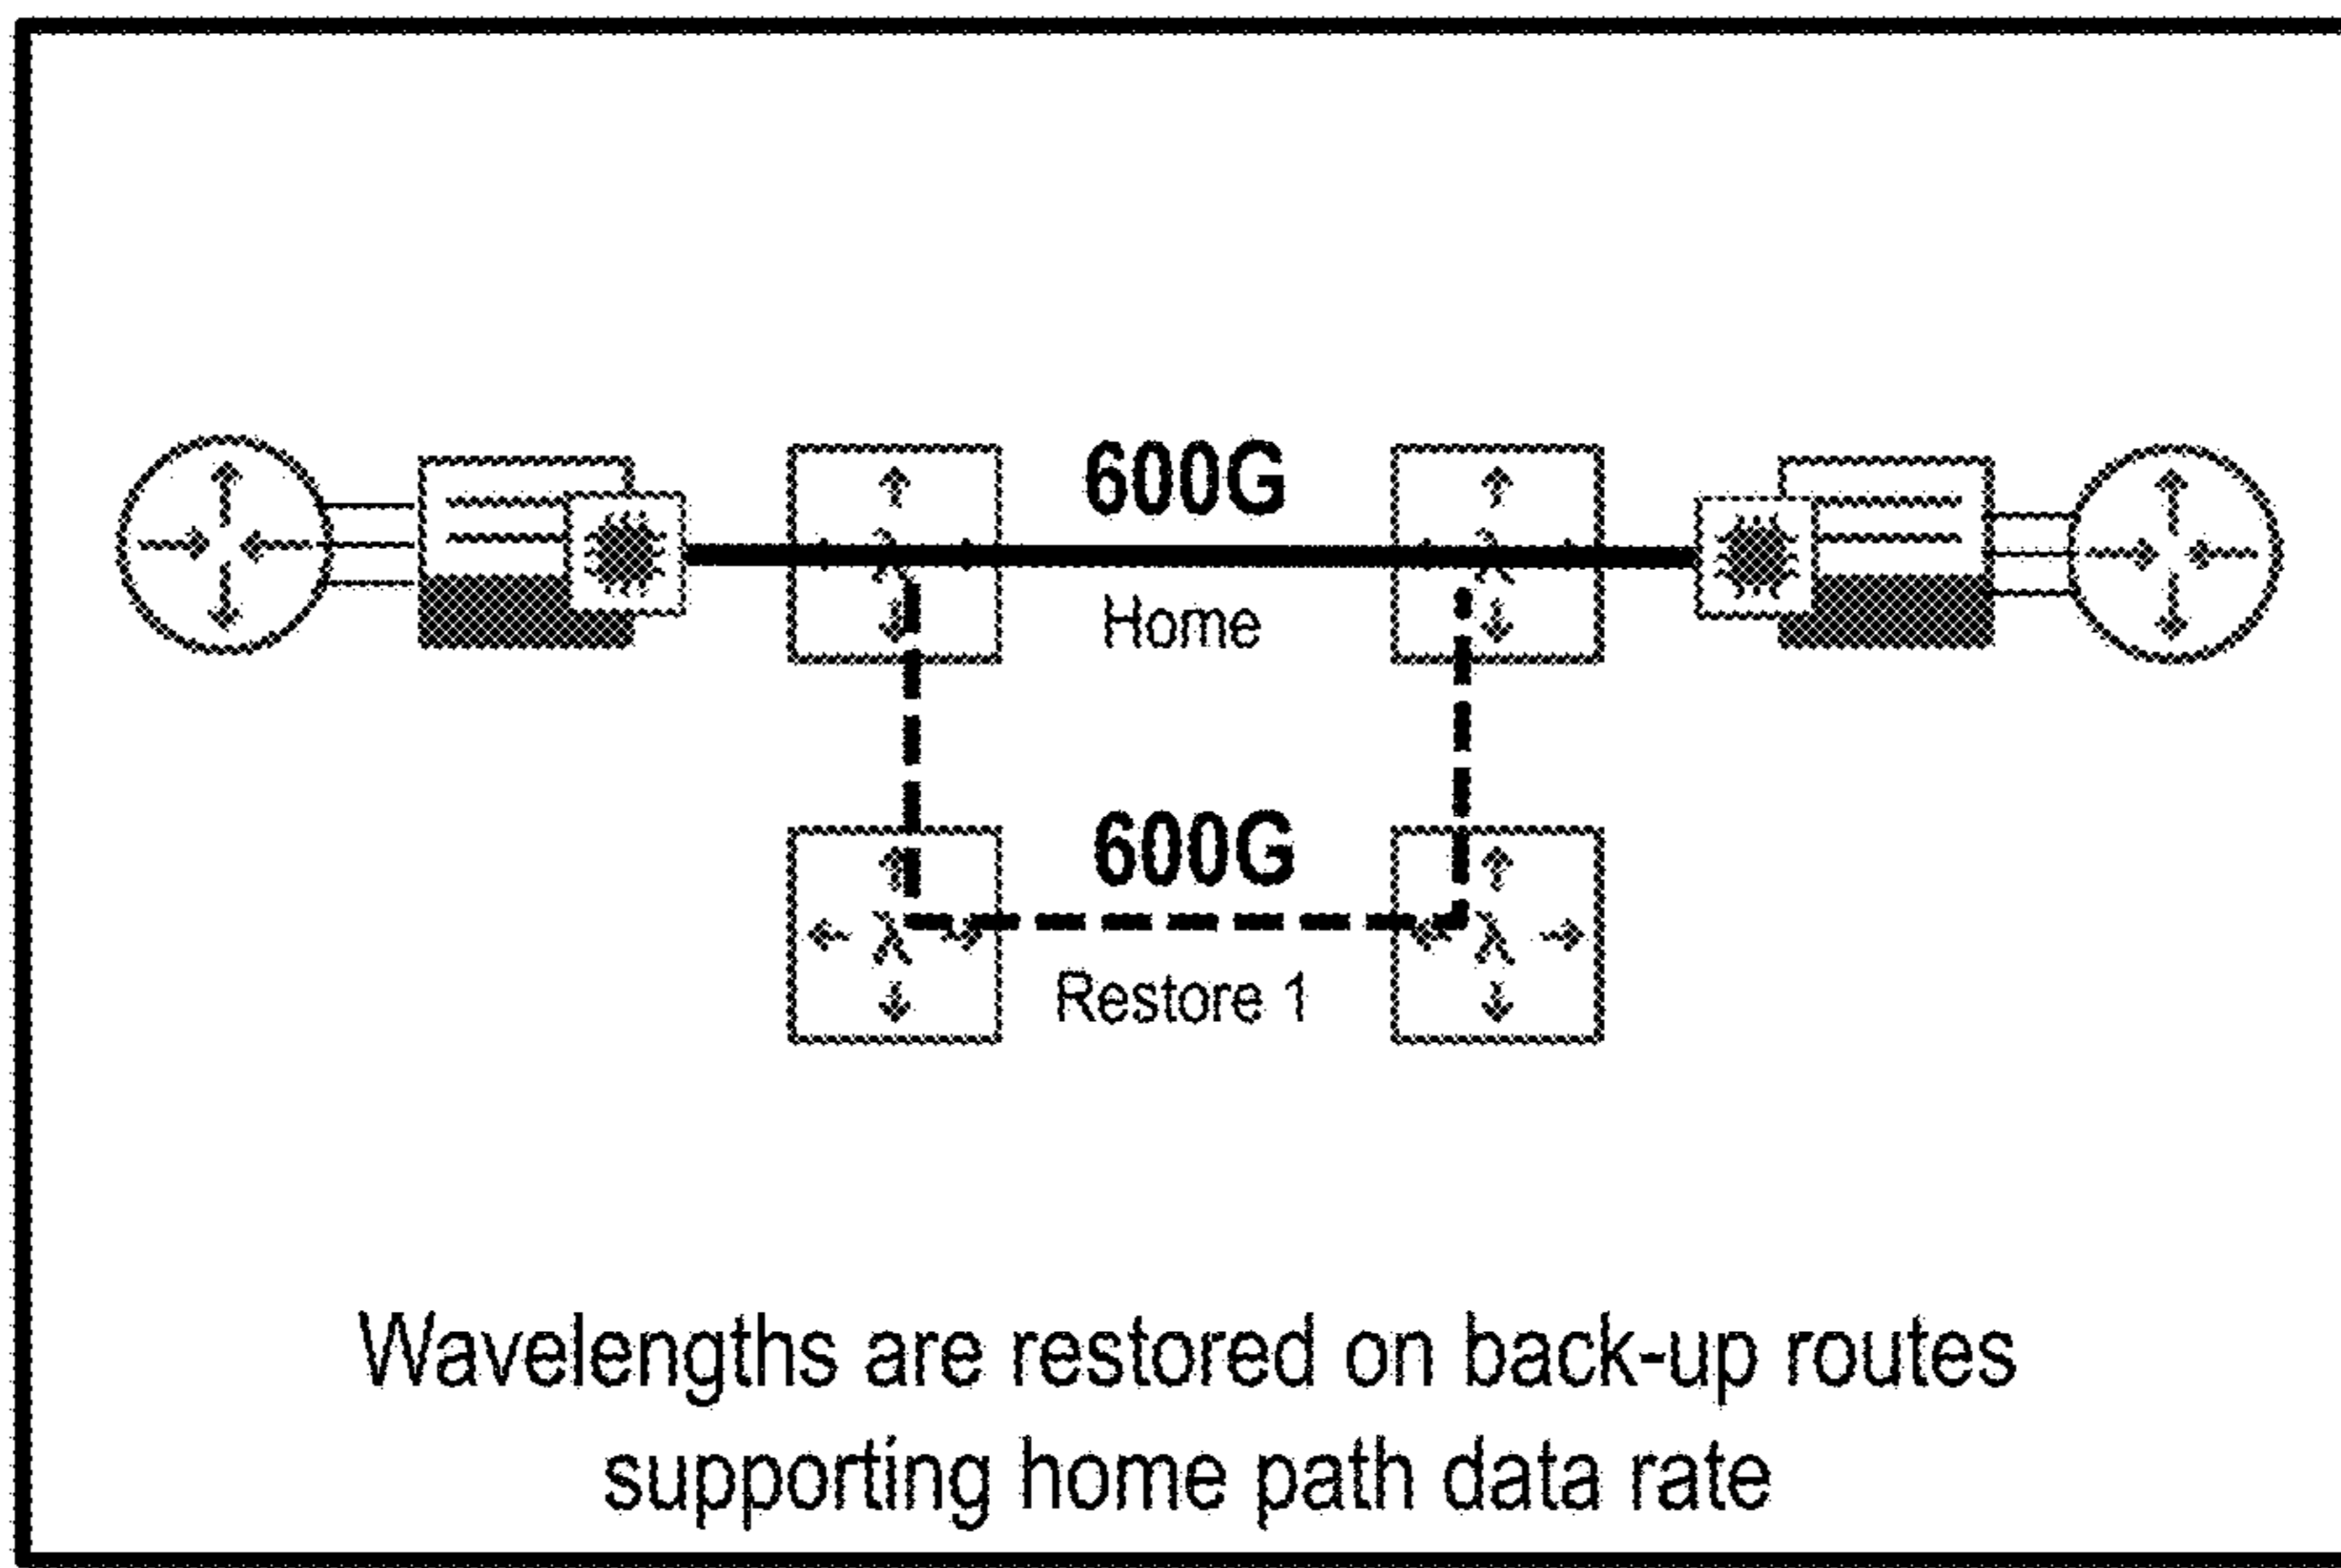 600G
Home
600G
λ
λ
Restore 1
Wavelengths are restored on back-up routes
supporting home path data rate